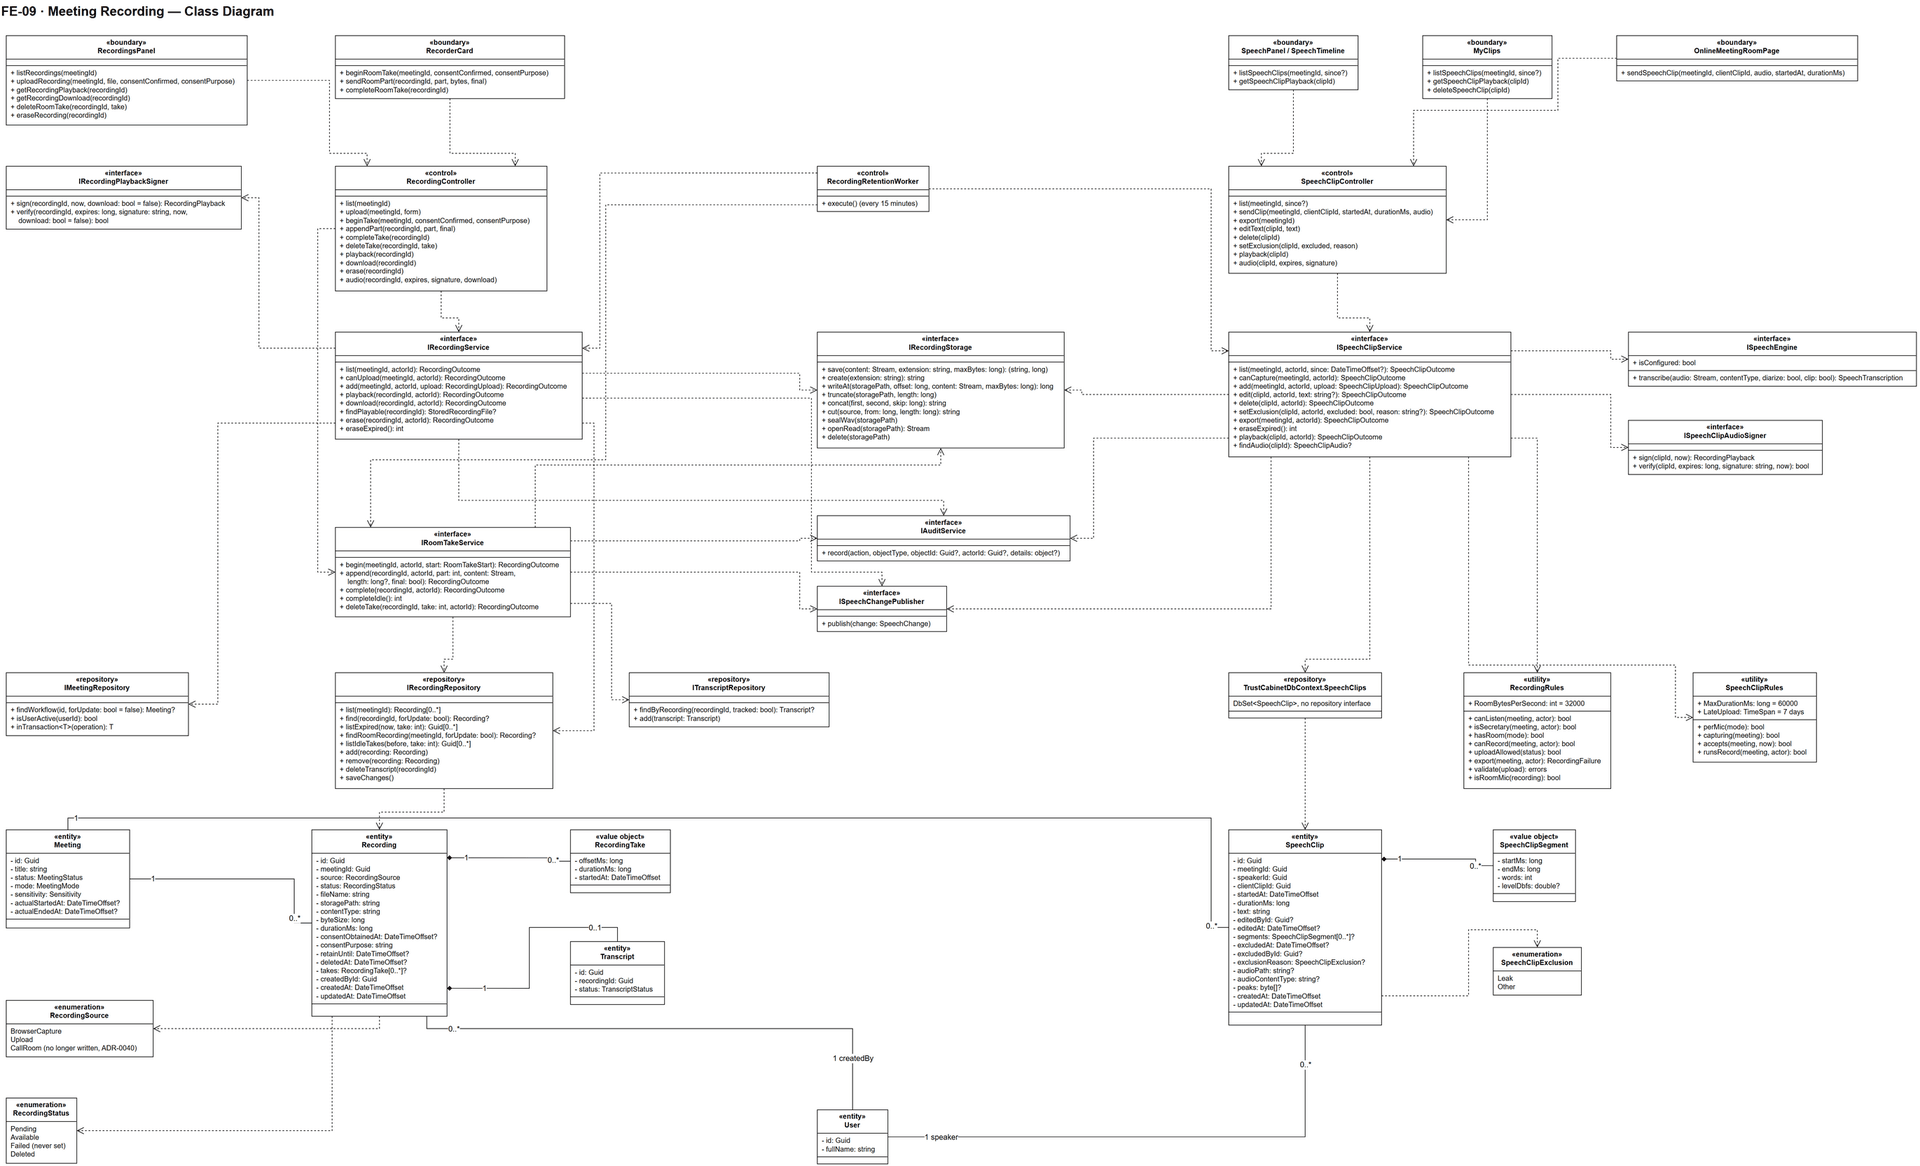 FE-09 · Meeting Recording — Class Diagram
«boundary»
RecordingsPanel
+ listRecordings(meetingId)
+ uploadRecording(meetingId, file, consentConfirmed, consentPurpose)
+ getRecordingPlayback(recordingId)
+ getRecordingDownload(recordingId)
+ deleteRoomTake(recordingId, take)
+ eraseRecording(recordingId)
«boundary»
RecorderCard
+ beginRoomTake(meetingId, consentConfirmed, consentPurpose)
+ sendRoomPart(recordingId, part, bytes, final)
+ completeRoomTake(recordingId)
«boundary»
SpeechPanel / SpeechTimeline
+ listSpeechClips(meetingId, since?)
+ getSpeechClipPlayback(clipId)
«boundary»
MyClips
+ listSpeechClips(meetingId, since?)
+ getSpeechClipPlayback(clipId)
+ deleteSpeechClip(clipId)
«boundary»
OnlineMeetingRoomPage
+ sendSpeechClip(meetingId, clientClipId, audio, startedAt, durationMs)
«interface»
IRecordingPlaybackSigner
+ sign(recordingId, now, download: bool = false): RecordingPlayback
+ verify(recordingId, expires: long, signature: string, now,
download: bool = false): bool
«control»
RecordingController
+ list(meetingId)
+ upload(meetingId, form)
+ beginTake(meetingId, consentConfirmed, consentPurpose)
+ appendPart(recordingId, part, final)
+ completeTake(recordingId)
+ deleteTake(recordingId, take)
+ playback(recordingId)
+ download(recordingId)
+ erase(recordingId)
+ audio(recordingId, expires, signature, download)
«control»
RecordingRetentionWorker
+ execute() (every 15 minutes)
«control»
SpeechClipController
+ list(meetingId, since?)
+ sendClip(meetingId, clientClipId, startedAt, durationMs, audio)
+ export(meetingId)
+ editText(clipId, text)
+ delete(clipId)
+ setExclusion(clipId, excluded, reason)
+ playback(clipId)
+ audio(clipId, expires, signature)
«interface»
IRecordingService
+ list(meetingId, actorId): RecordingOutcome
+ canUpload(meetingId, actorId): RecordingOutcome
+ add(meetingId, actorId, upload: RecordingUpload): RecordingOutcome
+ playback(recordingId, actorId): RecordingOutcome
+ download(recordingId, actorId): RecordingOutcome
+ findPlayable(recordingId): StoredRecordingFile?
+ erase(recordingId, actorId): RecordingOutcome
+ eraseExpired(): int
«interface»
IRecordingStorage
+ save(content: Stream, extension: string, maxBytes: long): (string, long)
+ create(extension: string): string
+ writeAt(storagePath, offset: long, content: Stream, maxBytes: long): long
+ truncate(storagePath, length: long)
+ concat(first, second, skip: long): string
+ cut(source, from: long, length: long): string
+ sealWav(storagePath)
+ openRead(storagePath): Stream
+ delete(storagePath)
«interface»
ISpeechClipService
+ list(meetingId, actorId, since: DateTimeOffset?): SpeechClipOutcome
+ canCapture(meetingId, actorId): SpeechClipOutcome
+ add(meetingId, actorId, upload: SpeechClipUpload): SpeechClipOutcome
+ edit(clipId, actorId, text: string?): SpeechClipOutcome
+ delete(clipId, actorId): SpeechClipOutcome
+ setExclusion(clipId, actorId, excluded: bool, reason: string?): SpeechClipOutcome
+ export(meetingId, actorId): SpeechClipOutcome
+ eraseExpired(): int
+ playback(clipId, actorId): SpeechClipOutcome
+ findAudio(clipId): SpeechClipAudio?
«interface»
ISpeechEngine
+ isConfigured: bool
+ transcribe(audio: Stream, contentType, diarize: bool, clip: bool): SpeechTranscription
«interface»
ISpeechClipAudioSigner
+ sign(clipId, now): RecordingPlayback
+ verify(clipId, expires: long, signature: string, now): bool
«interface»
IRoomTakeService
+ begin(meetingId, actorId, start: RoomTakeStart): RecordingOutcome
+ append(recordingId, actorId, part: int, content: Stream,
length: long?, final: bool): RecordingOutcome
+ complete(recordingId, actorId): RecordingOutcome
+ completeIdle(): int
+ deleteTake(recordingId, take: int, actorId): RecordingOutcome
«interface»
IAuditService
+ record(action, objectType, objectId: Guid?, actorId: Guid?, details: object?)
«interface»
ISpeechChangePublisher
+ publish(change: SpeechChange)
«repository»
IMeetingRepository
+ findWorkflow(id, forUpdate: bool = false): Meeting?
+ isUserActive(userId): bool
+ inTransaction<T>(operation): T
«repository»
IRecordingRepository
+ list(meetingId): Recording[0..*]
+ find(recordingId, forUpdate: bool): Recording?
+ listExpired(now, take: int): Guid[0..*]
+ findRoomRecording(meetingId, forUpdate: bool): Recording?
+ listIdleTakes(before, take: int): Guid[0..*]
+ add(recording: Recording)
+ remove(recording: Recording)
+ deleteTranscript(recordingId)
+ saveChanges()
«repository»
ITranscriptRepository
+ findByRecording(recordingId, tracked: bool): Transcript?
+ add(transcript: Transcript)
«repository»
TrustCabinetDbContext.SpeechClips
DbSet<SpeechClip>, no repository interface
«utility»
RecordingRules
+ RoomBytesPerSecond: int = 32000
+ canListen(meeting, actor): bool
+ isSecretary(meeting, actor): bool
+ hasRoom(mode): bool
+ canRecord(meeting, actor): bool
+ uploadAllowed(status): bool
+ export(meeting, actor): RecordingFailure
+ validate(upload): errors
+ isRoomMic(recording): bool
«utility»
SpeechClipRules
+ MaxDurationMs: long = 60000
+ LateUpload: TimeSpan = 7 days
+ perMic(mode): bool
+ capturing(meeting): bool
+ accepts(meeting, now): bool
+ runsRecord(meeting, actor): bool
1
«entity»
Meeting
- id: Guid
- title: string
- status: MeetingStatus
- mode: MeetingMode
- sensitivity: Sensitivity
- actualStartedAt: DateTimeOffset?
- actualEndedAt: DateTimeOffset?
1
0..*
«entity»
Recording
- id: Guid
- meetingId: Guid
- source: RecordingSource
- status: RecordingStatus
- fileName: string
- storagePath: string
- contentType: string
- byteSize: long
- durationMs: long
- consentObtainedAt: DateTimeOffset?
- consentPurpose: string
- retainUntil: DateTimeOffset?
- deletedAt: DateTimeOffset?
- takes: RecordingTake[0..*]?
- createdById: Guid
- createdAt: DateTimeOffset
- updatedAt: DateTimeOffset
1
0..*
«value object»
RecordingTake
- offsetMs: long
- durationMs: long
- startedAt: DateTimeOffset
0..1
1
«entity»
Transcript
- id: Guid
- recordingId: Guid
- status: TranscriptStatus
0..*
«entity»
SpeechClip
- id: Guid
- meetingId: Guid
- speakerId: Guid
- clientClipId: Guid
- startedAt: DateTimeOffset
- durationMs: long
- text: string
- editedById: Guid?
- editedAt: DateTimeOffset?
- segments: SpeechClipSegment[0..*]?
- excludedAt: DateTimeOffset?
- excludedById: Guid?
- exclusionReason: SpeechClipExclusion?
- audioPath: string?
- audioContentType: string?
- peaks: byte[]?
- createdAt: DateTimeOffset
- updatedAt: DateTimeOffset
1
0..*
«value object»
SpeechClipSegment
- startMs: long
- endMs: long
- words: int
- levelDbfs: double?
«enumeration»
SpeechClipExclusion
Leak
Other
«enumeration»
RecordingSource
BrowserCapture
Upload
CallRoom (no longer written, ADR-0040)
0..*
1 createdBy
0..*
«enumeration»
RecordingStatus
Pending
Available
Failed (never set)
Deleted
«entity»
User
- id: Guid
- fullName: string
1 speaker